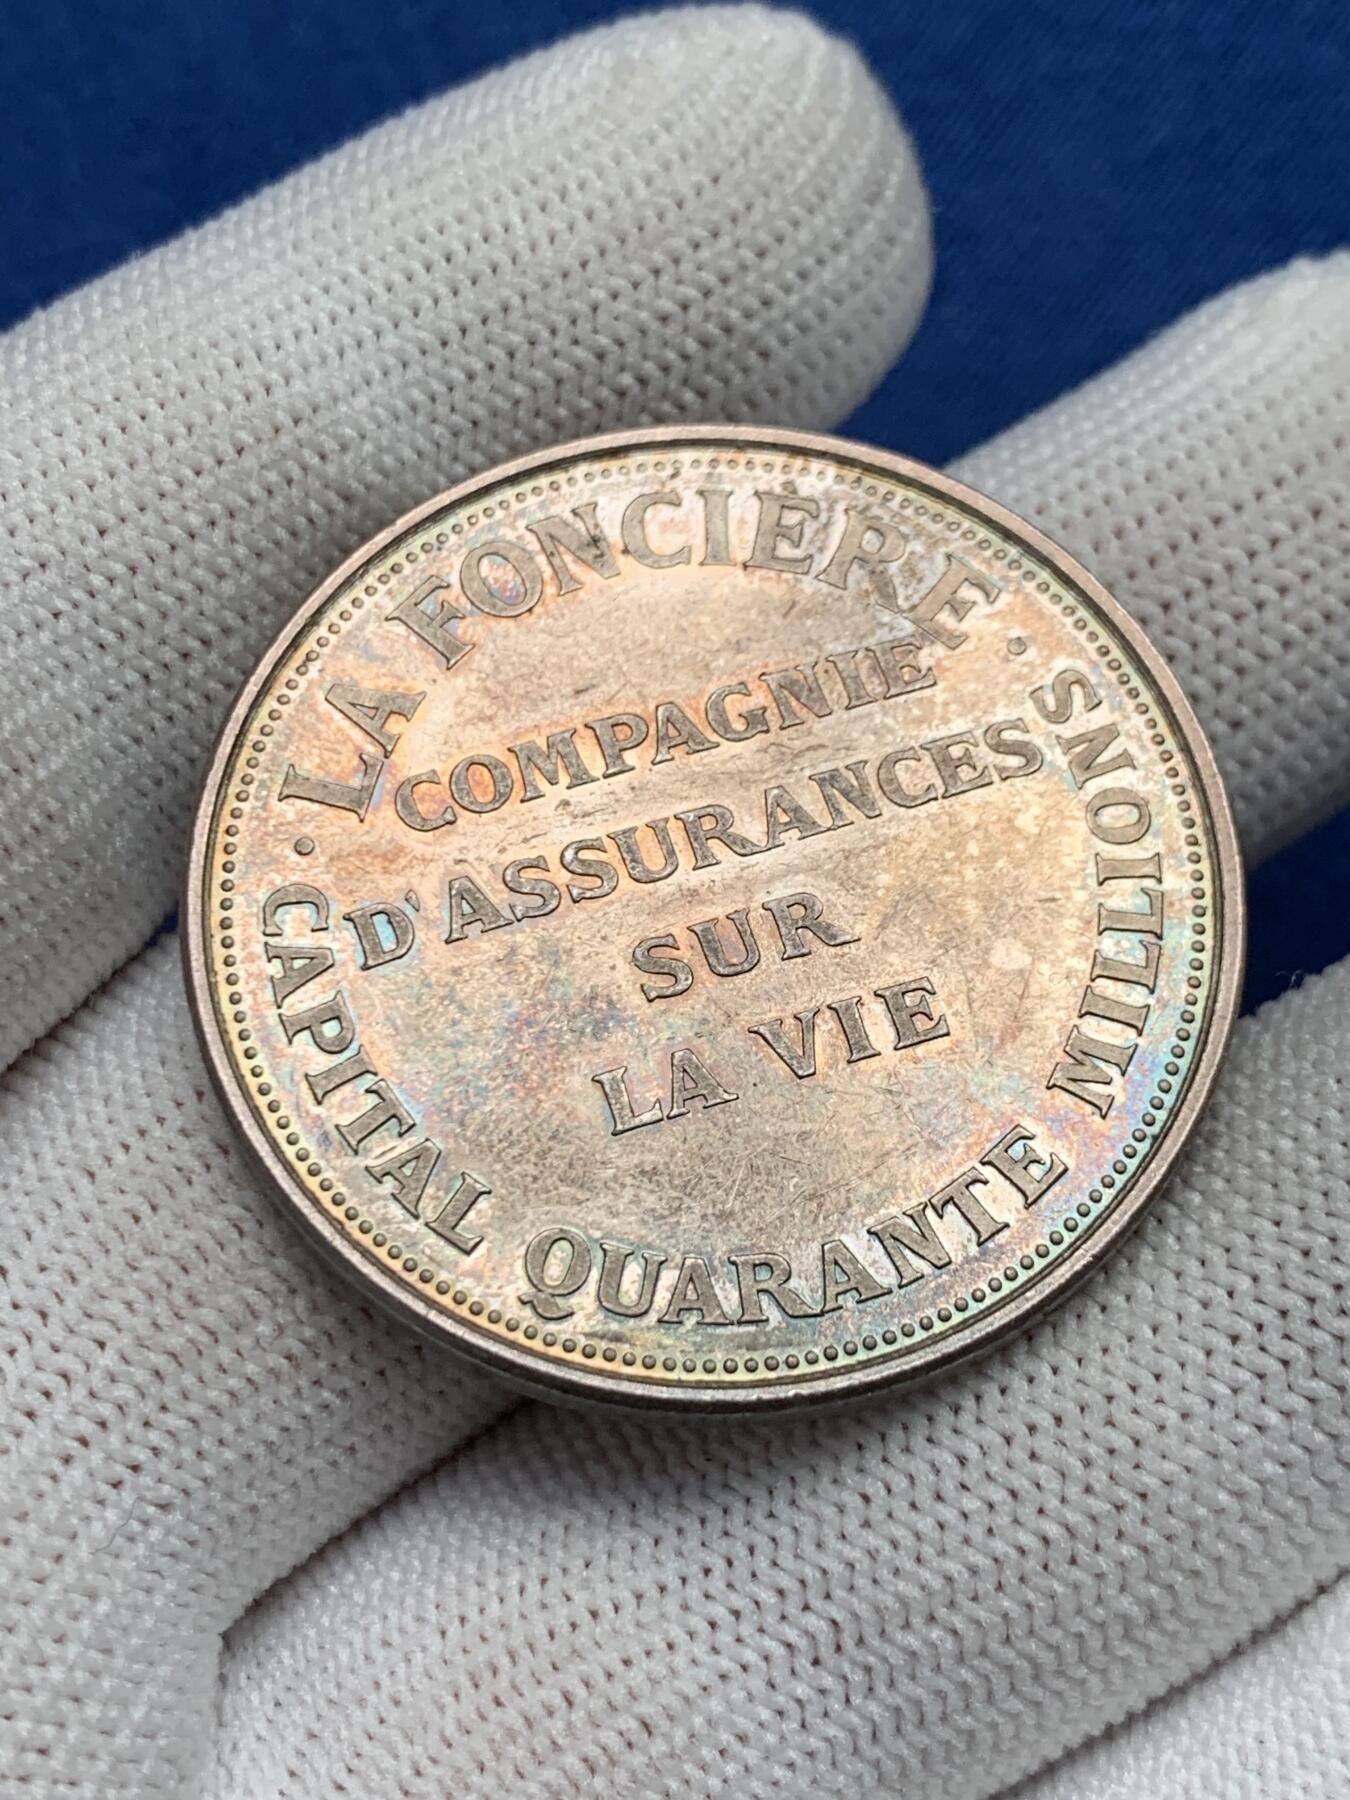 LA FONCIÈRE
COMPAGNIE
D'ASSURANCES
SUR
LA VIE
· CAPITAL QUARANTE MILLIONS ·